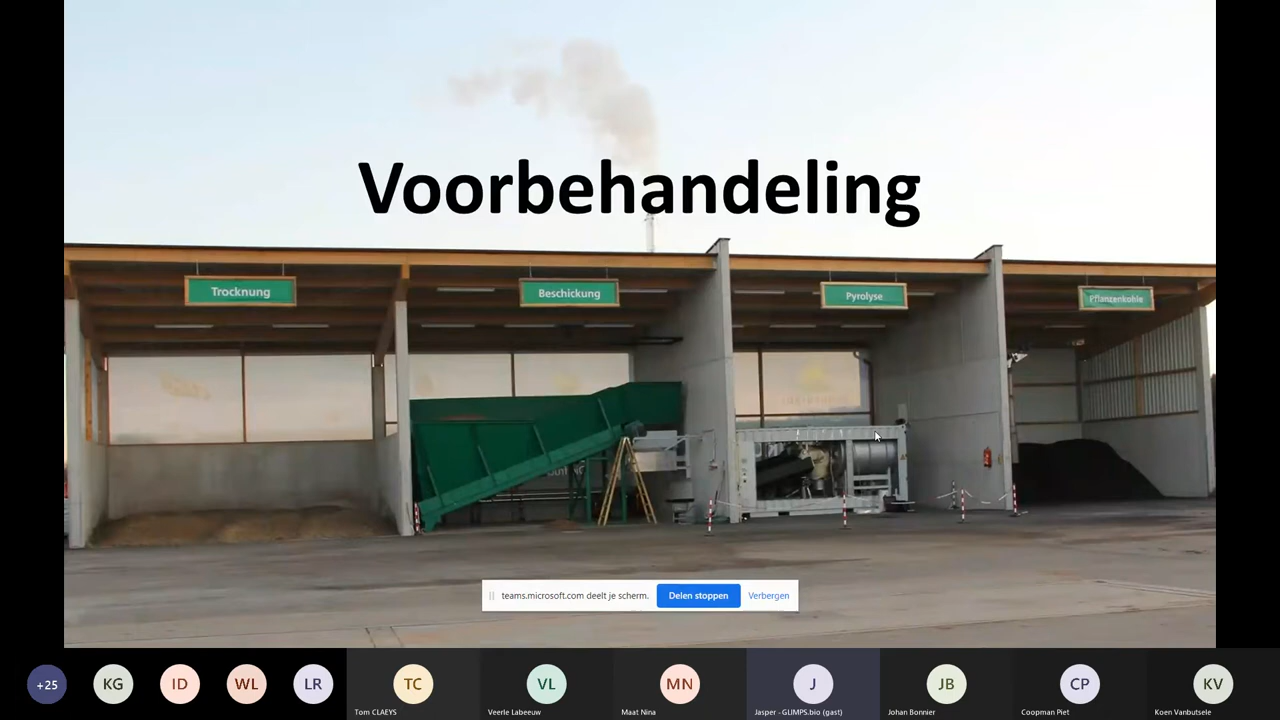 Voorbehandeling
Trocknung
Beschickung
Pyrolyse
Pflanzenkohle
teams.microsoft.com deelt je scherm.
Delen stoppen
Verbergen
+25
KG
ID
WL
LR
TC
VL
MN
J
JB
CP
KV
Tom CLAEYS
Veerle Labeeuw
Maat Nina
Jasper - GLIMPS.bio (gast)
Johan Bonnier
Coopman Piet
Koen Vanbutsele